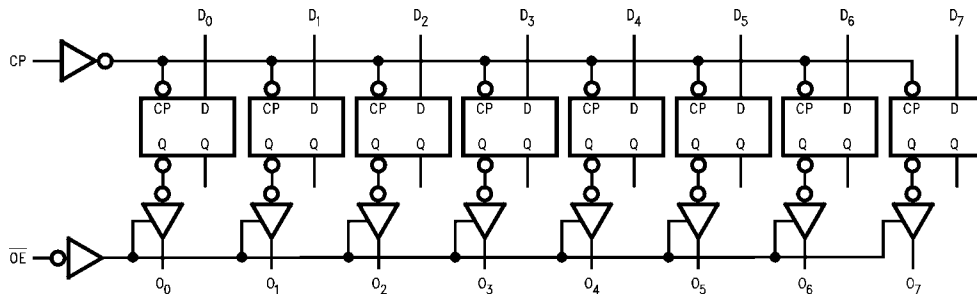 D₀ D₁ D₂ D₃ D₄ D₅ D₆ D₇
CP
CP D CP D CP D CP D CP D CP D CP D CP D
Q Q Q Q Q Q Q Q Q Q Q Q Q Q Q Q
O̅E̅
O₀ O₁ O₂ O₃ O₄ O₅ O₆ O₇